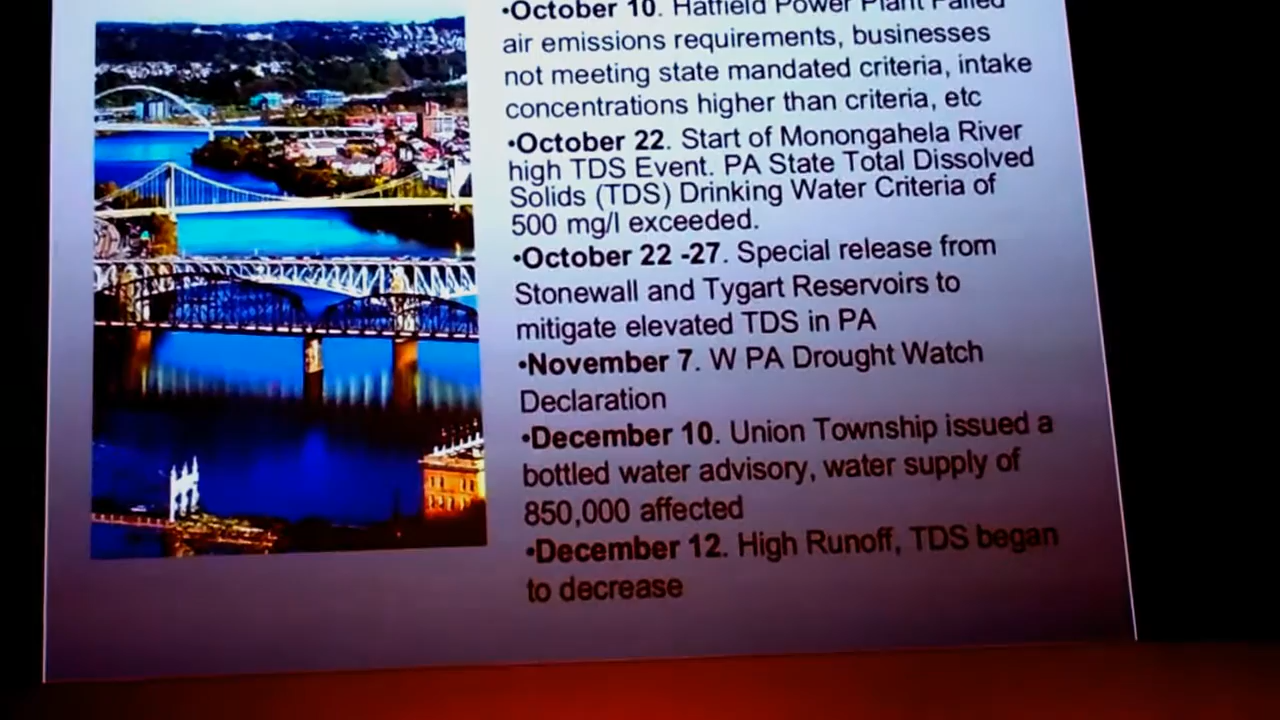 •October 10. Hatfield Power Plant Failed
air emissions requirements, businesses
not meeting state mandated criteria, intake
concentrations higher than criteria, etc
•October 22. Start of Monongahela River
high TDS Event. PA State Total Dissolved
Solids (TDS) Drinking Water Criteria of
500 mg/l exceeded.
•October 22 -27. Special release from
Stonewall and Tygart Reservoirs to
mitigate elevated TDS in PA
•November 7. W PA Drought Watch
Declaration
•December 10. Union Township issued a
bottled water advisory, water supply of
850,000 affected
•December 12. High Runoff, TDS began
to decrease